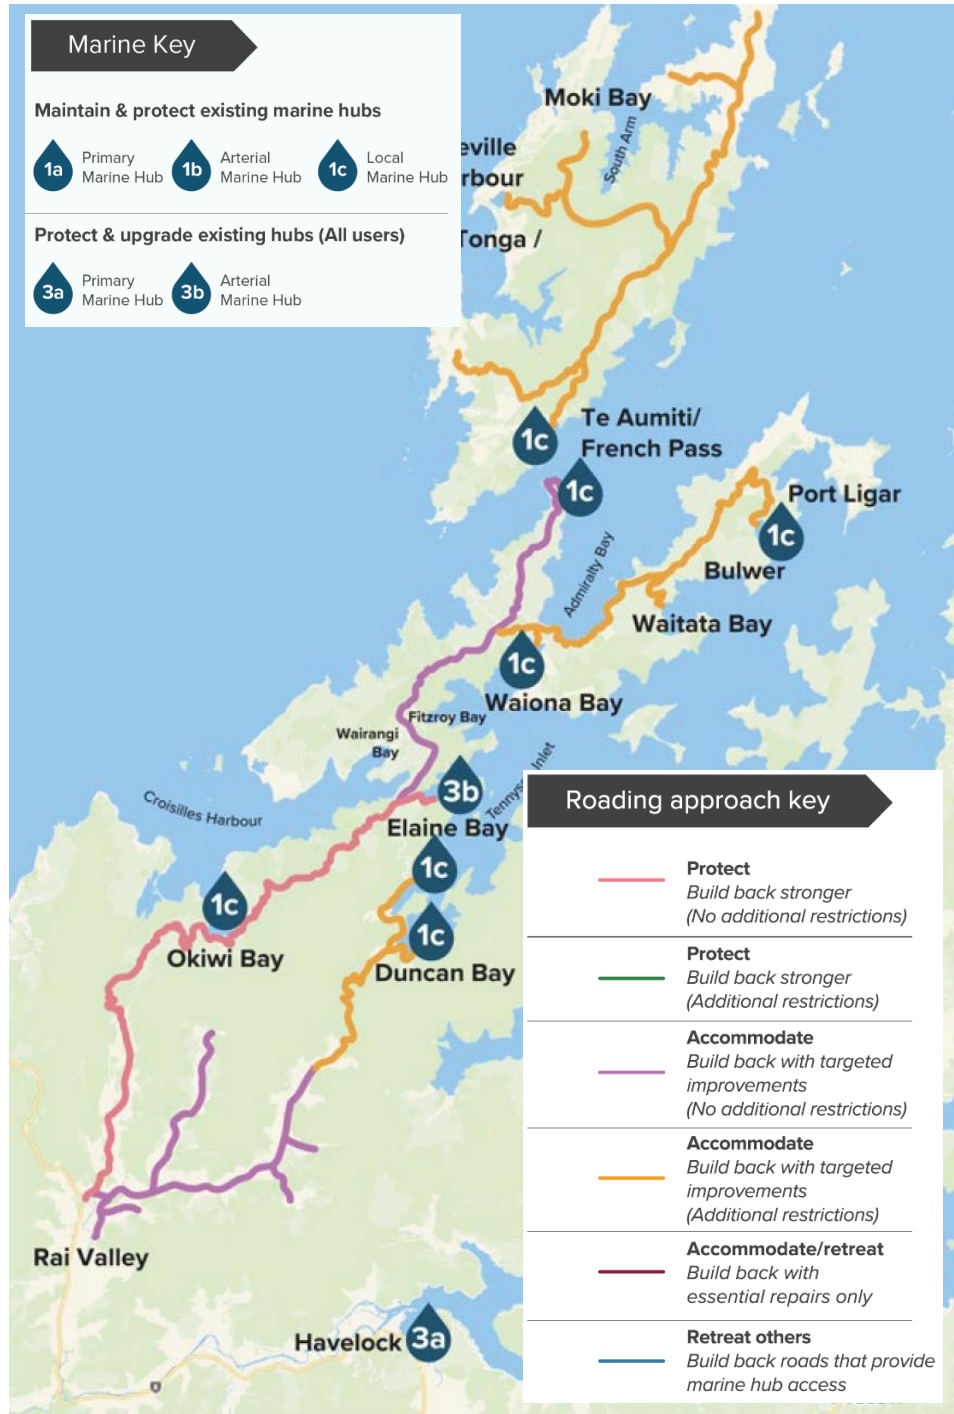 Marine Key
Maintain & protect existing marine hubs
1a
Primary
Marine Hub
1b
Arterial
Marine Hub
1c
Local
Marine Hub
Protect & upgrade existing hubs (All users)
3a
Primary
Marine Hub
3b
Arterial
Marine Hub
Moki Bay
South Arm
eville
rbour
Tonga /
1c
Te Aumiti/
French Pass
1c
Port Ligar
1c
Bulwer
Admiralty Bay
Waitata Bay
1c
Waiona Bay
Fitzroy Bay
Wairangi
Bay
Croisilles Harbour
3b
Elaine Bay
Inlet
1c
1c
Okiwi Bay
1c
Duncan Bay
Rai Valley
Havelock
3a
6
Roading approach key
Protect
Build back stronger
(No additional restrictions)
Protect
Build back stronger
(Additional restrictions)
Accommodate
Build back with targeted
improvements
(No additional restrictions)
Accommodate
Build back with targeted
improvements
(Additional restrictions)
Accommodate/retreat
Build back with
essential repairs only
Retreat others
Build back roads that provide
marine hub access